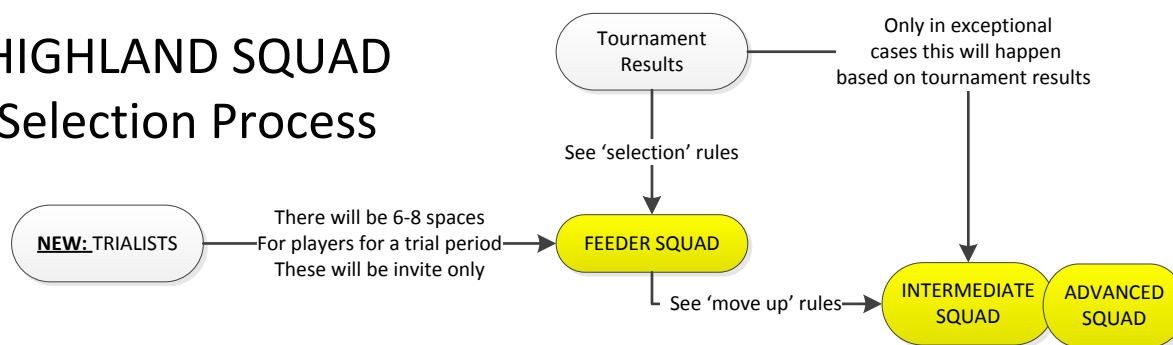 HIGHLAND SQUAD
Selection Process
Tournament
Results
Only in exceptional
cases this will happen
based on tournament results
See ‘selection’ rules
NEW: TRIALISTS
There will be 6-8 spaces
For players for a trial period
These will be invite only
FEEDER SQUAD
See ‘move up’ rules
INTERMEDIATE
SQUAD
ADVANCED
SQUAD